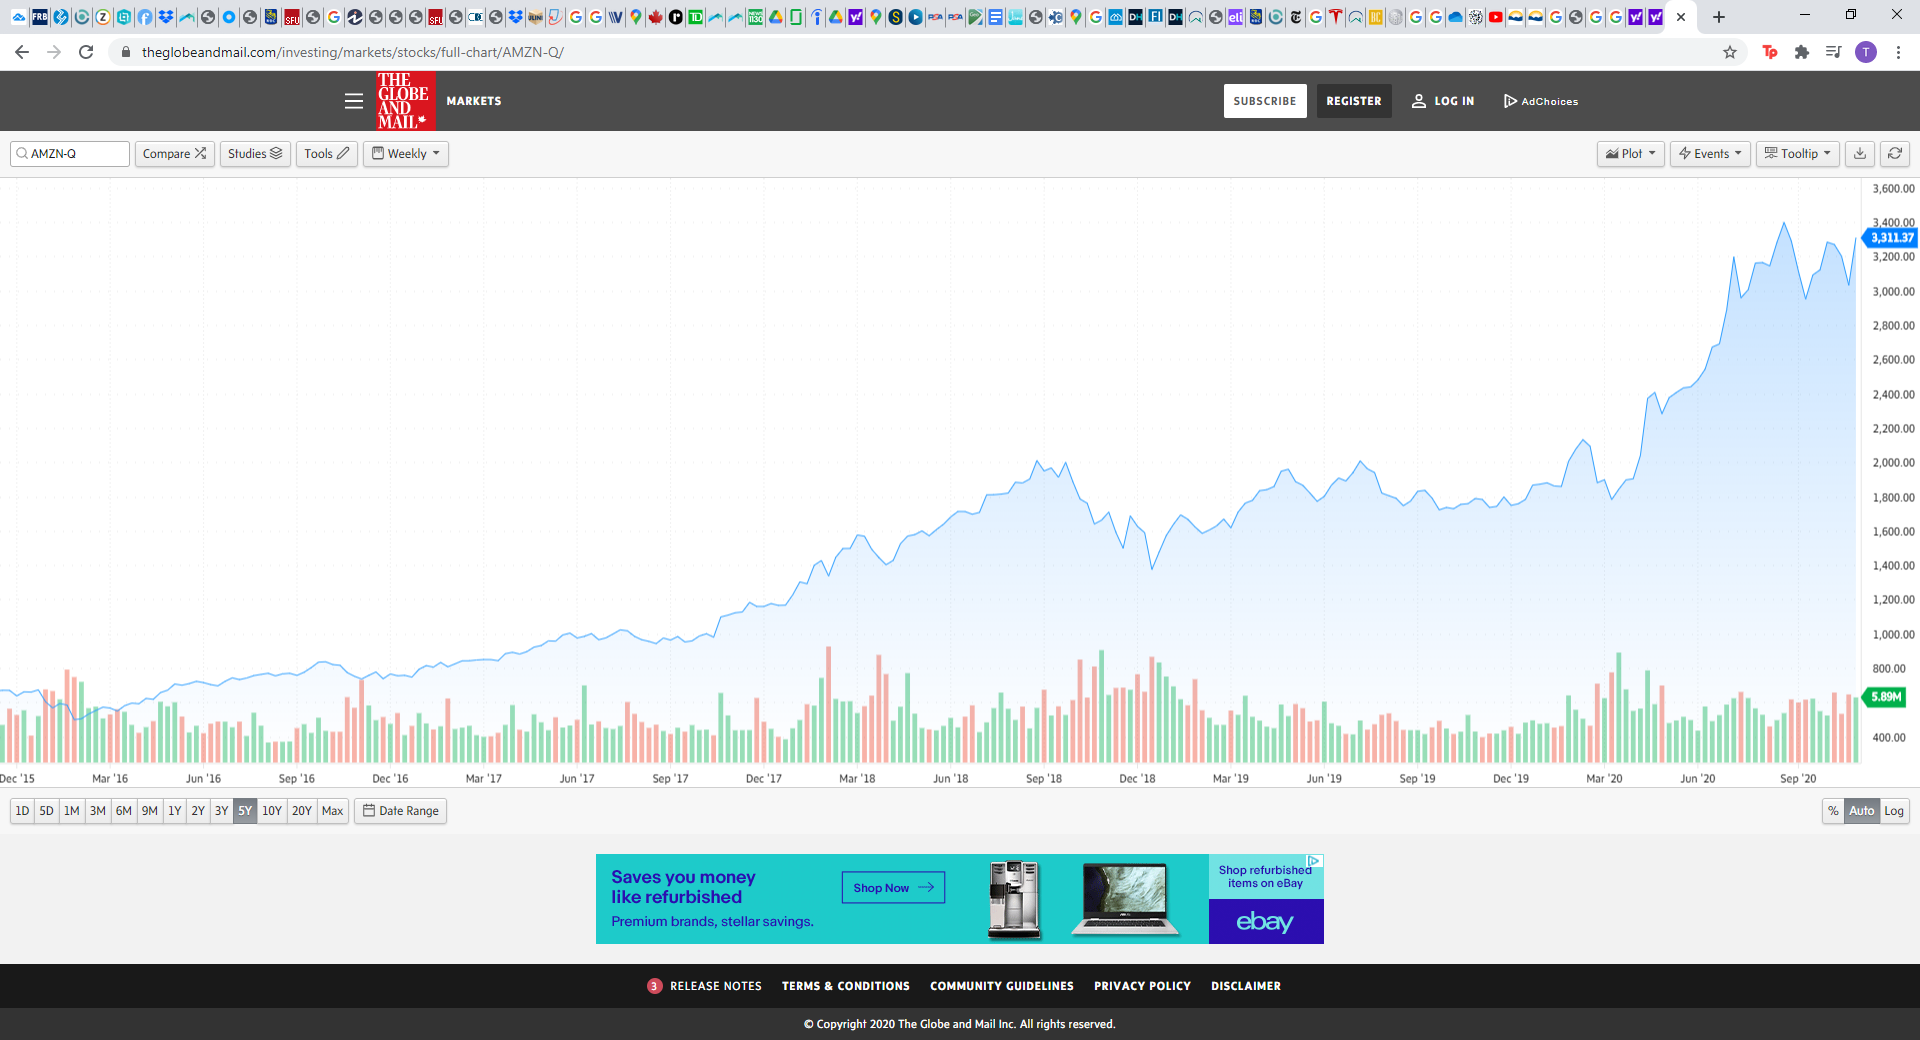 theglobeandmail.com/investing/markets/stocks/full-chart/AMZN-Q/
T
THE
GLOBE
AND
MAIL
MARKETS
SUBSCRIBE
REGISTER
LOG IN
AdChoices
AMZN-Q
Compare
Studies
Tools
Weekly
Plot
Events
Tooltip
3,600.00
3,400.00
3,311.37
3,200.00
3,000.00
2,800.00
2,600.00
2,400.00
2,200.00
2,000.00
1,800.00
1,600.00
1,400.00
1,200.00
1,000.00
800.00
5.89M
400.00
Dec '15
Mar '16
Jun '16
Sep '16
Dec '16
Mar '17
Jun '17
Sep '17
Dec '17
Mar '18
Jun '18
Sep '18
Dec '18
Mar '19
Jun '19
Sep '19
Dec '19
Mar '20
Jun '20
Sep '20
1D
5D
1M
3M
6M
9M
1Y
2Y
3Y
5Y
10Y
20Y
Max
Date Range
%
Auto
Log
Saves you money
like refurbished
Premium brands, stellar savings.
Shop Now
Shop refurbished
items on eBay
ebay
3
RELEASE NOTES
TERMS & CONDITIONS
COMMUNITY GUIDELINES
PRIVACY POLICY
DISCLAIMER
© Copyright 2020 The Globe and Mail Inc. All rights reserved.